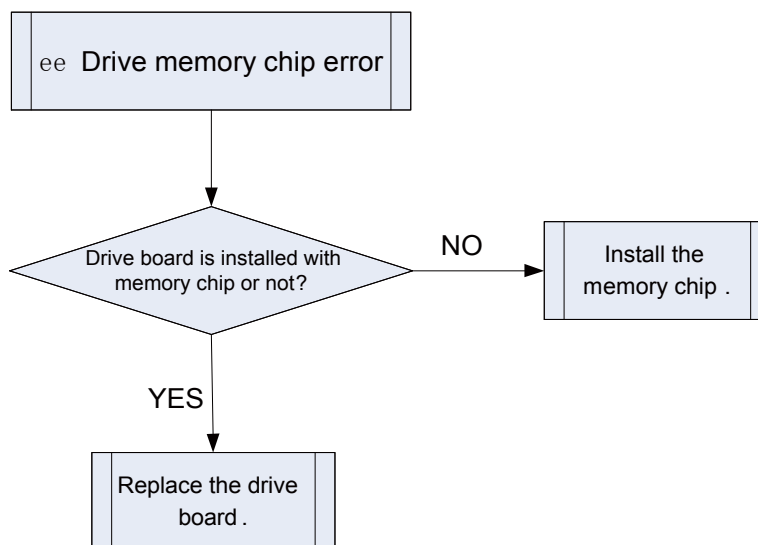 ee Drive memory chip error
Drive board is installed with
memory chip or not?
NO
Install the
memory chip .
YES
Replace the drive
board .